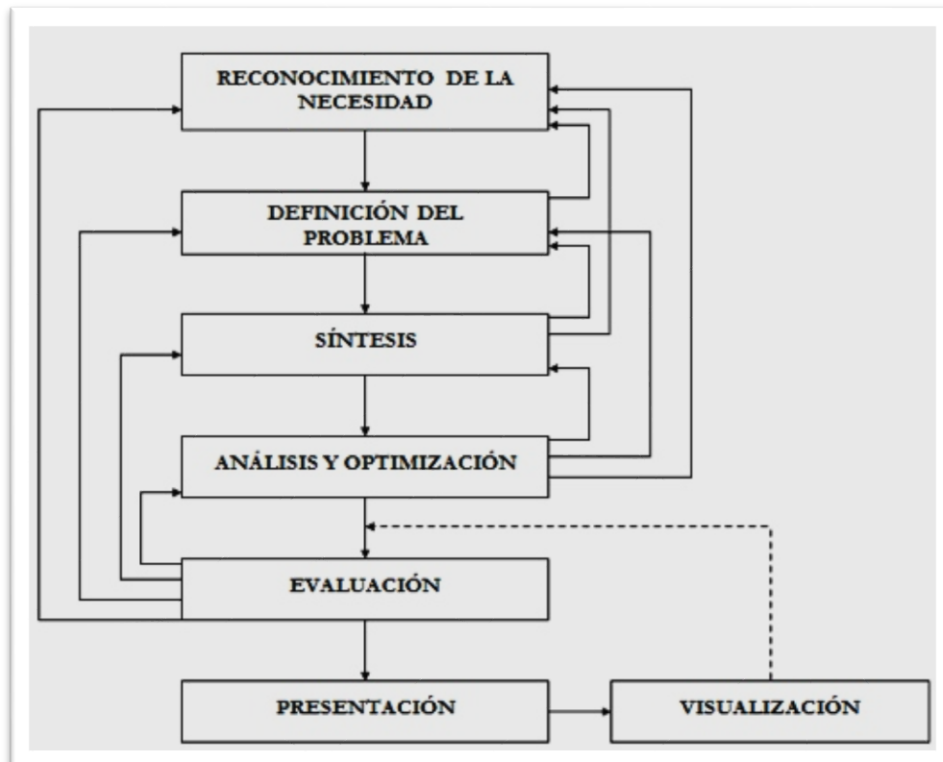 RECONOCIMIENTO DE LA
NECESIDAD
DEFINICIÓN DEL
PROBLEMA
SÍNTESIS
ANÁLISIS Y OPTIMIZACIÓN
EVALUACIÓN
PRESENTACIÓN
VISUALIZACIÓN